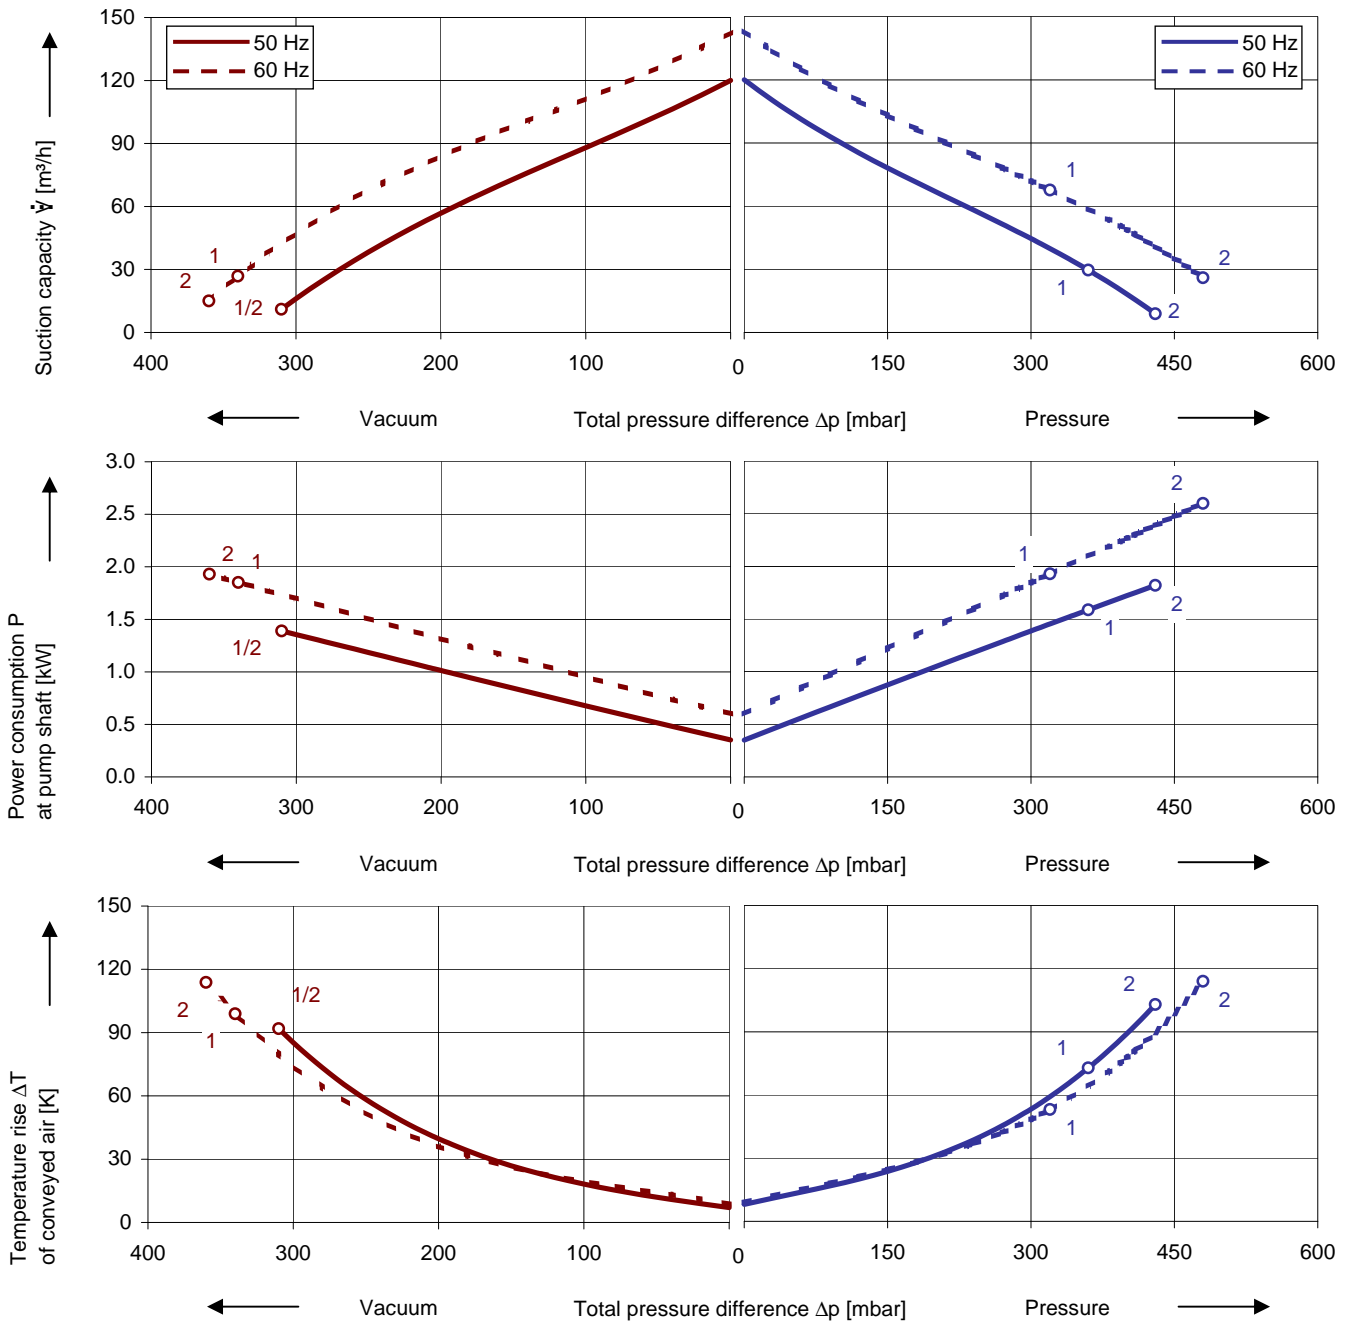 150
120
90
60
30
0
Suction capacity V̇ [m³/h]
50 Hz
60 Hz
50 Hz
60 Hz
1
2
1/2
1
2
1
2
400 300 200 100 0 150 300 450 600
Vacuum Total pressure difference Δp [mbar] Pressure
3.0
2.5
2.0
1.5
1.0
0.5
0.0
Power consumption P
at pump shaft [kW]
2 1
1/2
2
1
2
1
400 300 200 100 0 150 300 450 600
Vacuum Total pressure difference Δp [mbar] Pressure
150
120
90
60
30
0
Temperature rise ΔT
of conveyed air [K]
1/2
2
1
2
2
1
1
400 300 200 100 0 150 300 450 600
Vacuum Total pressure difference Δp [mbar] Pressure